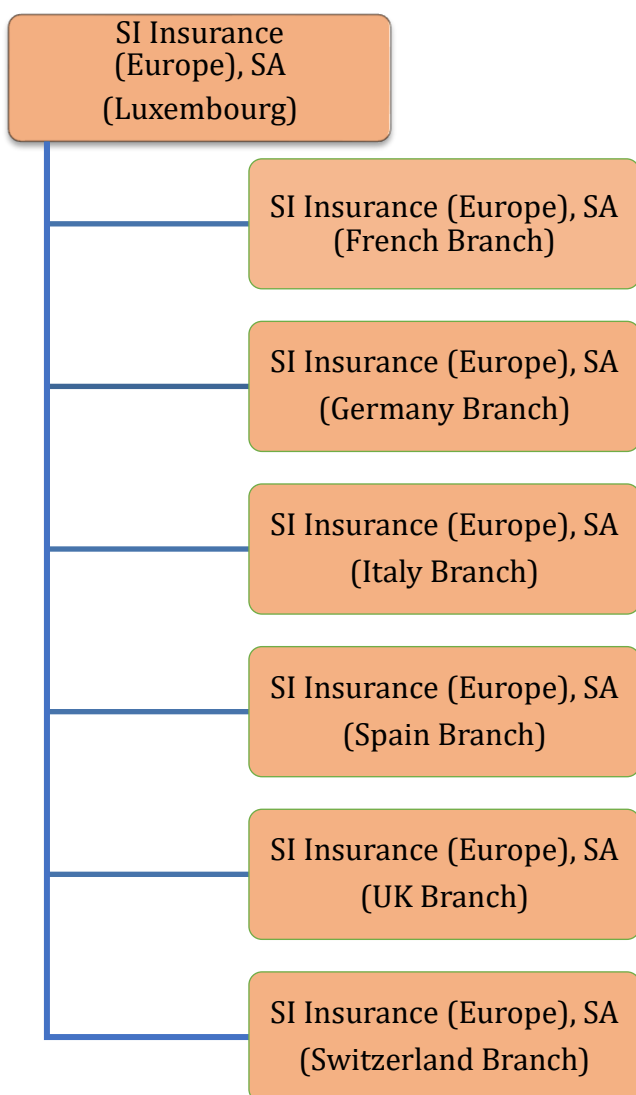 SI Insurance
(Europe), SA
(Luxembourg)
SI Insurance (Europe), SA
(French Branch)
SI Insurance (Europe), SA
(Germany Branch)
SI Insurance (Europe), SA
(Italy Branch)
SI Insurance (Europe), SA
(Spain Branch)
SI Insurance (Europe), SA
(UK Branch)
SI Insurance (Europe), SA
(Switzerland Branch)